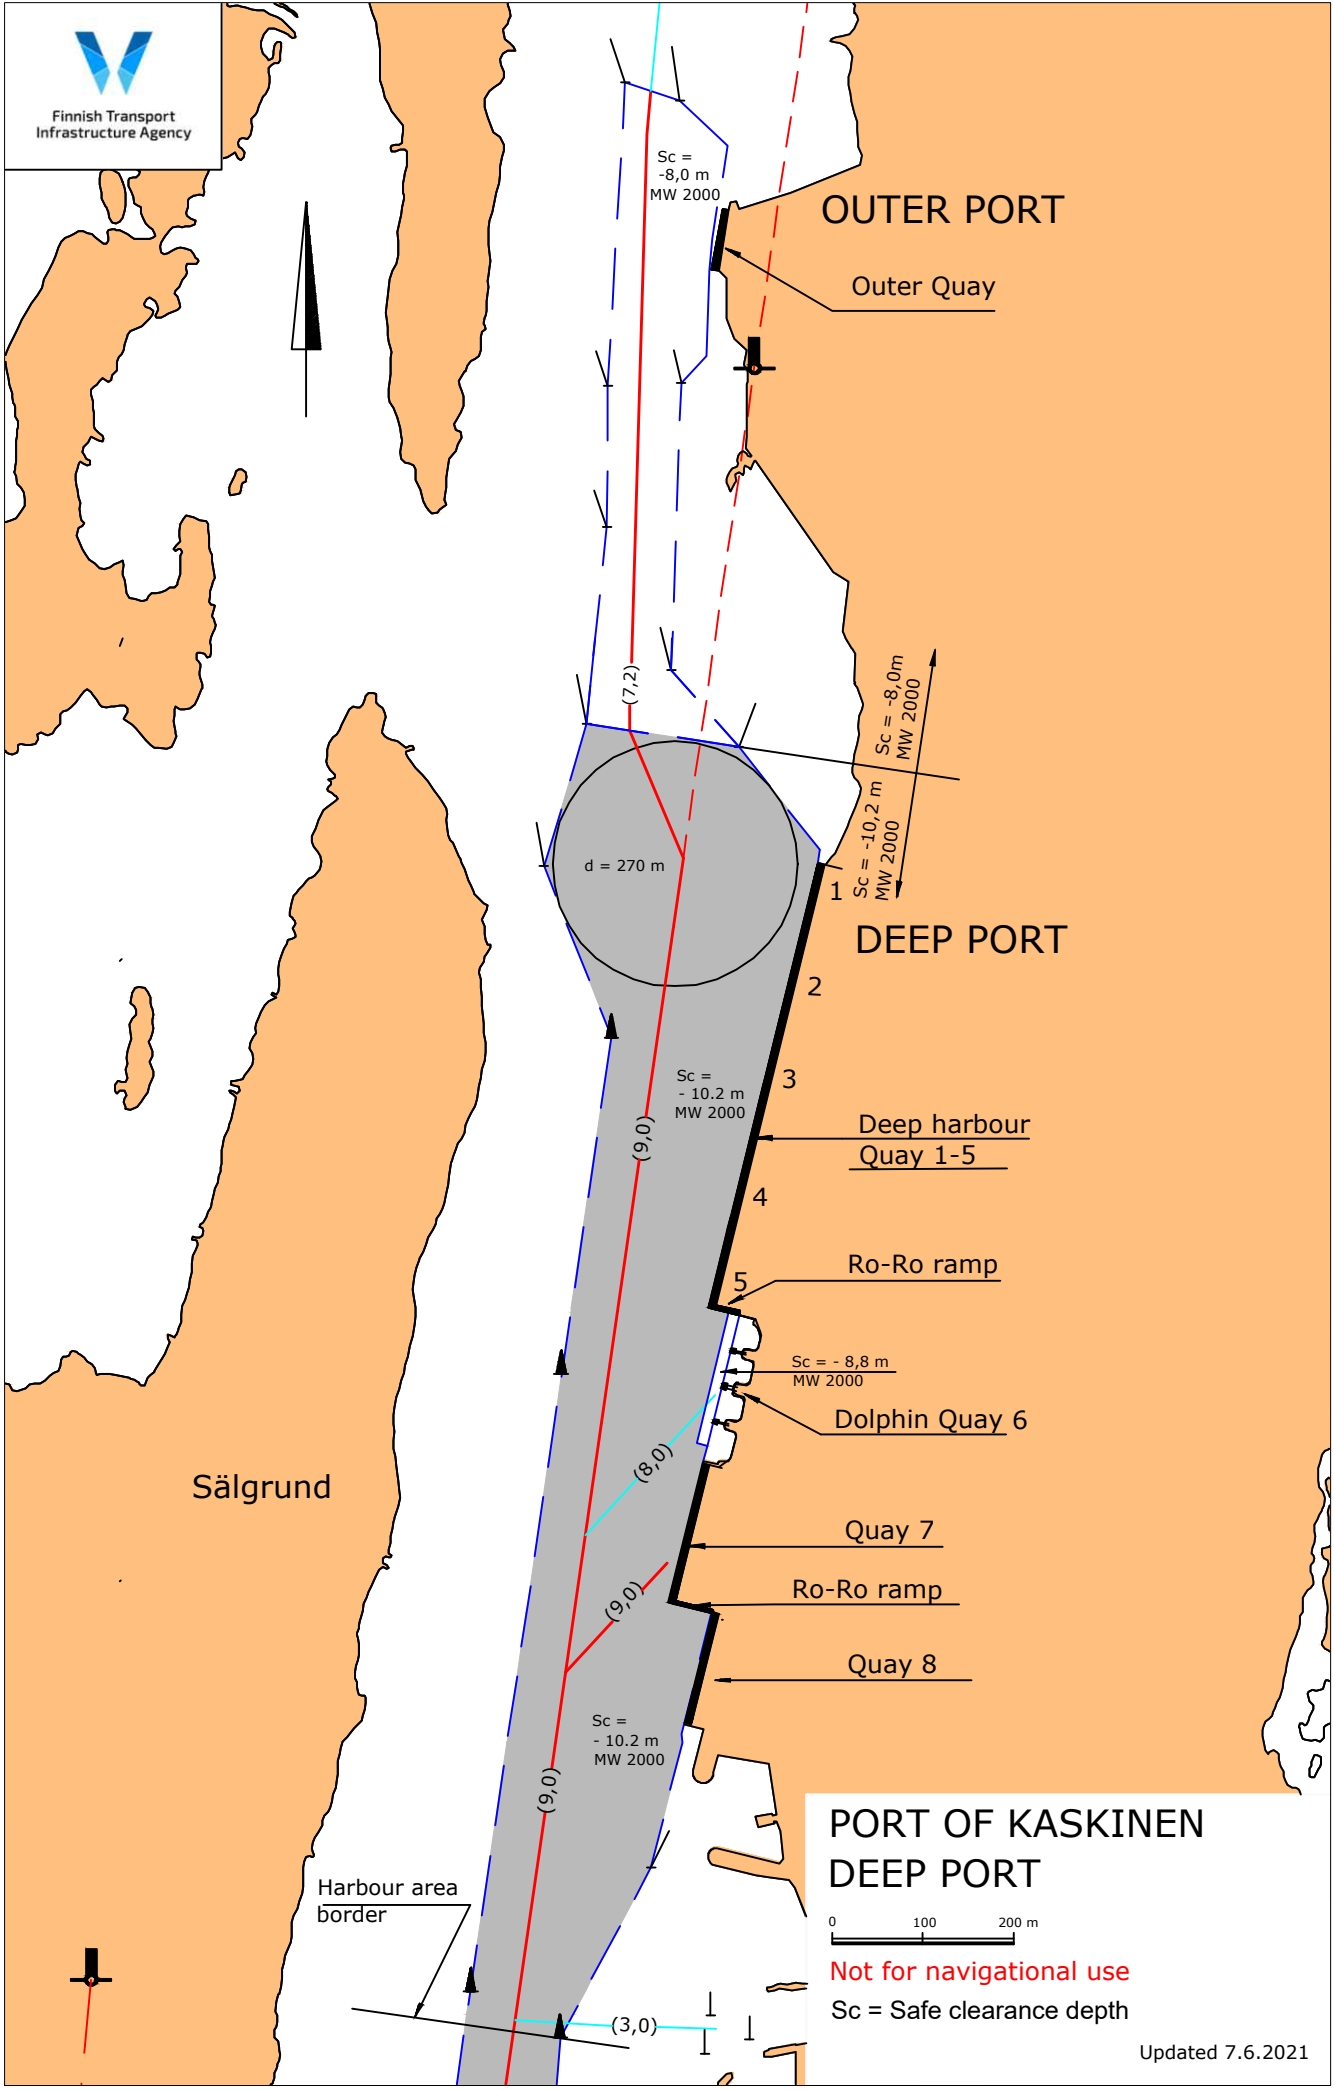 Finnish Transport
Infrastructure Agency
Sc =
-8,0 m
MW 2000
OUTER PORT
Outer Quay
(7,2)
Sc = -8,0m
MW 2000
Sc = -10,2 m
MW 2000
d = 270 m
1
DEEP PORT
2
Sc =
- 10.2 m
MW 2000
3
(9,0)
Deep harbour
Quay 1-5
4
Ro-Ro ramp
5
Sc = - 8,8 m
MW 2000
Dolphin Quay 6
(8,0)
Sälgrund
Quay 7
(9,0)
Ro-Ro ramp
Quay 8
Sc =
- 10.2 m
MW 2000
(9,0)
Harbour area
border
(3,0)
PORT OF KASKINEN
DEEP PORT
0 100 200 m
Not for navigational use
Sc = Safe clearance depth
Updated 7.6.2021